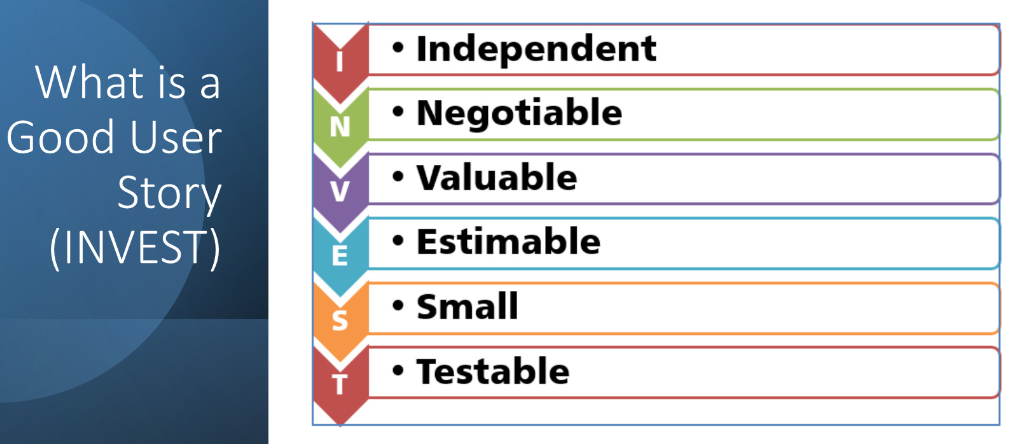 What is a
Good User
Story
(INVEST)
I
• Independent
N
• Negotiable
V
• Valuable
E
• Estimable
S
• Small
T
• Testable